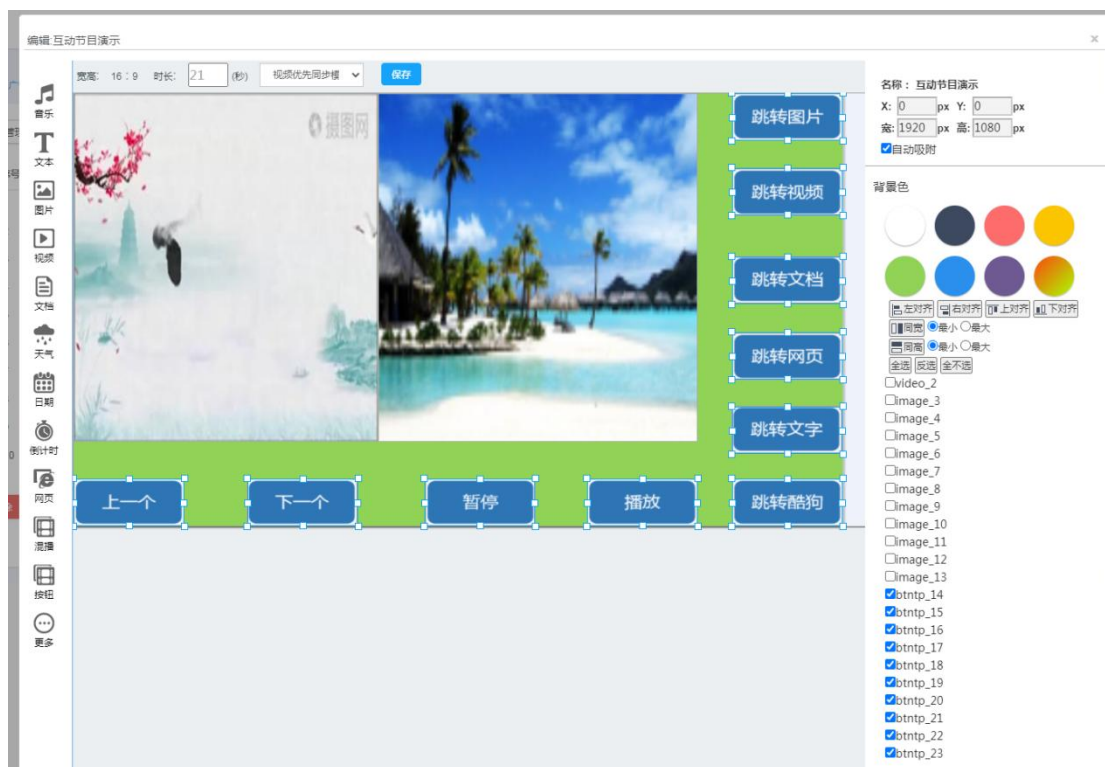 编辑:互动节目演示
×
宽高: 16:9 时长: 21 (秒) 视频优先同步模 保存
音乐
文本
图片
视频
文档
天气
日期
倒计时
网页
混播
按钮
更多
摄图网
跳转图片
跳转视频
跳转文档
跳转网页
跳转文字
上一个 下一个 暂停 播放 跳转酷狗
名称: 互动节目演示
X: 0 px Y: 0 px
宽: 1920 px 高: 1080 px
自动吸附
背景色
左对齐 右对齐 上对齐 下对齐
同宽 最小 最大
同高 最小 最大
全选 反选 全不选
video_2
image_3
image_4
image_5
image_6
image_7
image_8
image_9
image_10
image_11
image_12
image_13
btntp_14
btntp_15
btntp_16
btntp_17
btntp_18
btntp_19
btntp_20
btntp_21
btntp_22
btntp_23